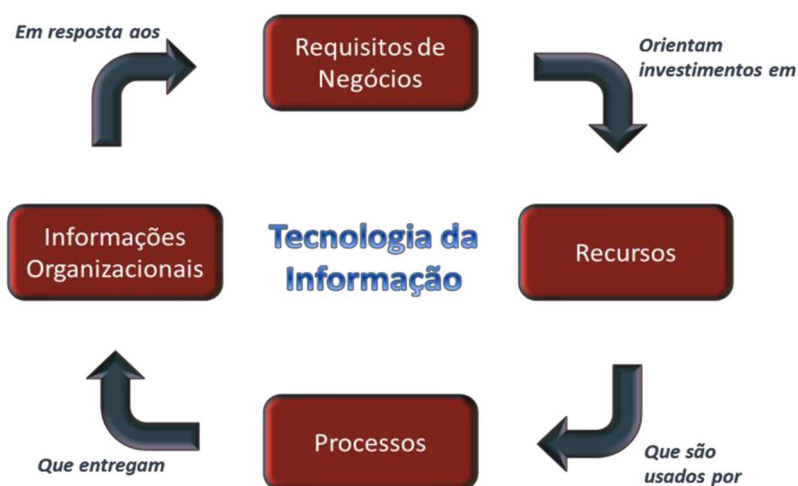 Em resposta aos
Requisitos de
Negócios
Orientam
investimentos em
Informações
Organizacionais
Tecnologia da
Informação
Recursos
Que entregam
Processos
Que são
usados por